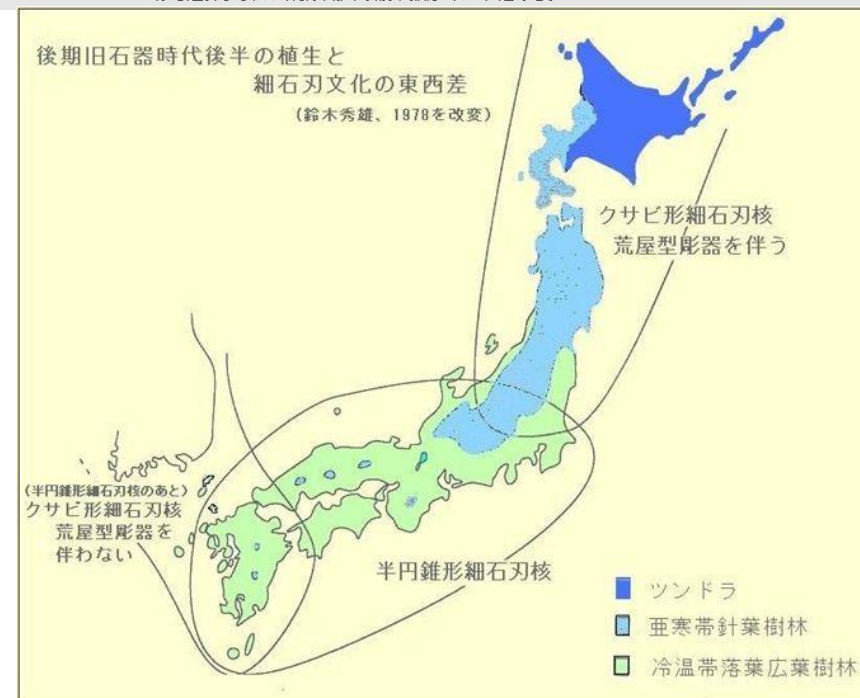 後期旧石器時代後半の植生と
細石刃文化の東西差
(鈴木秀雄、1978を改変)
クサビ形細石刃核
荒屋型彫器を伴う
(半円錐形細石刃核のあと)
クサビ形細石刃核
荒屋型彫器を
伴わない
半円錐形細石刃核
ツンドラ
亜寒帯針葉樹林
冷温帯落葉広葉樹林